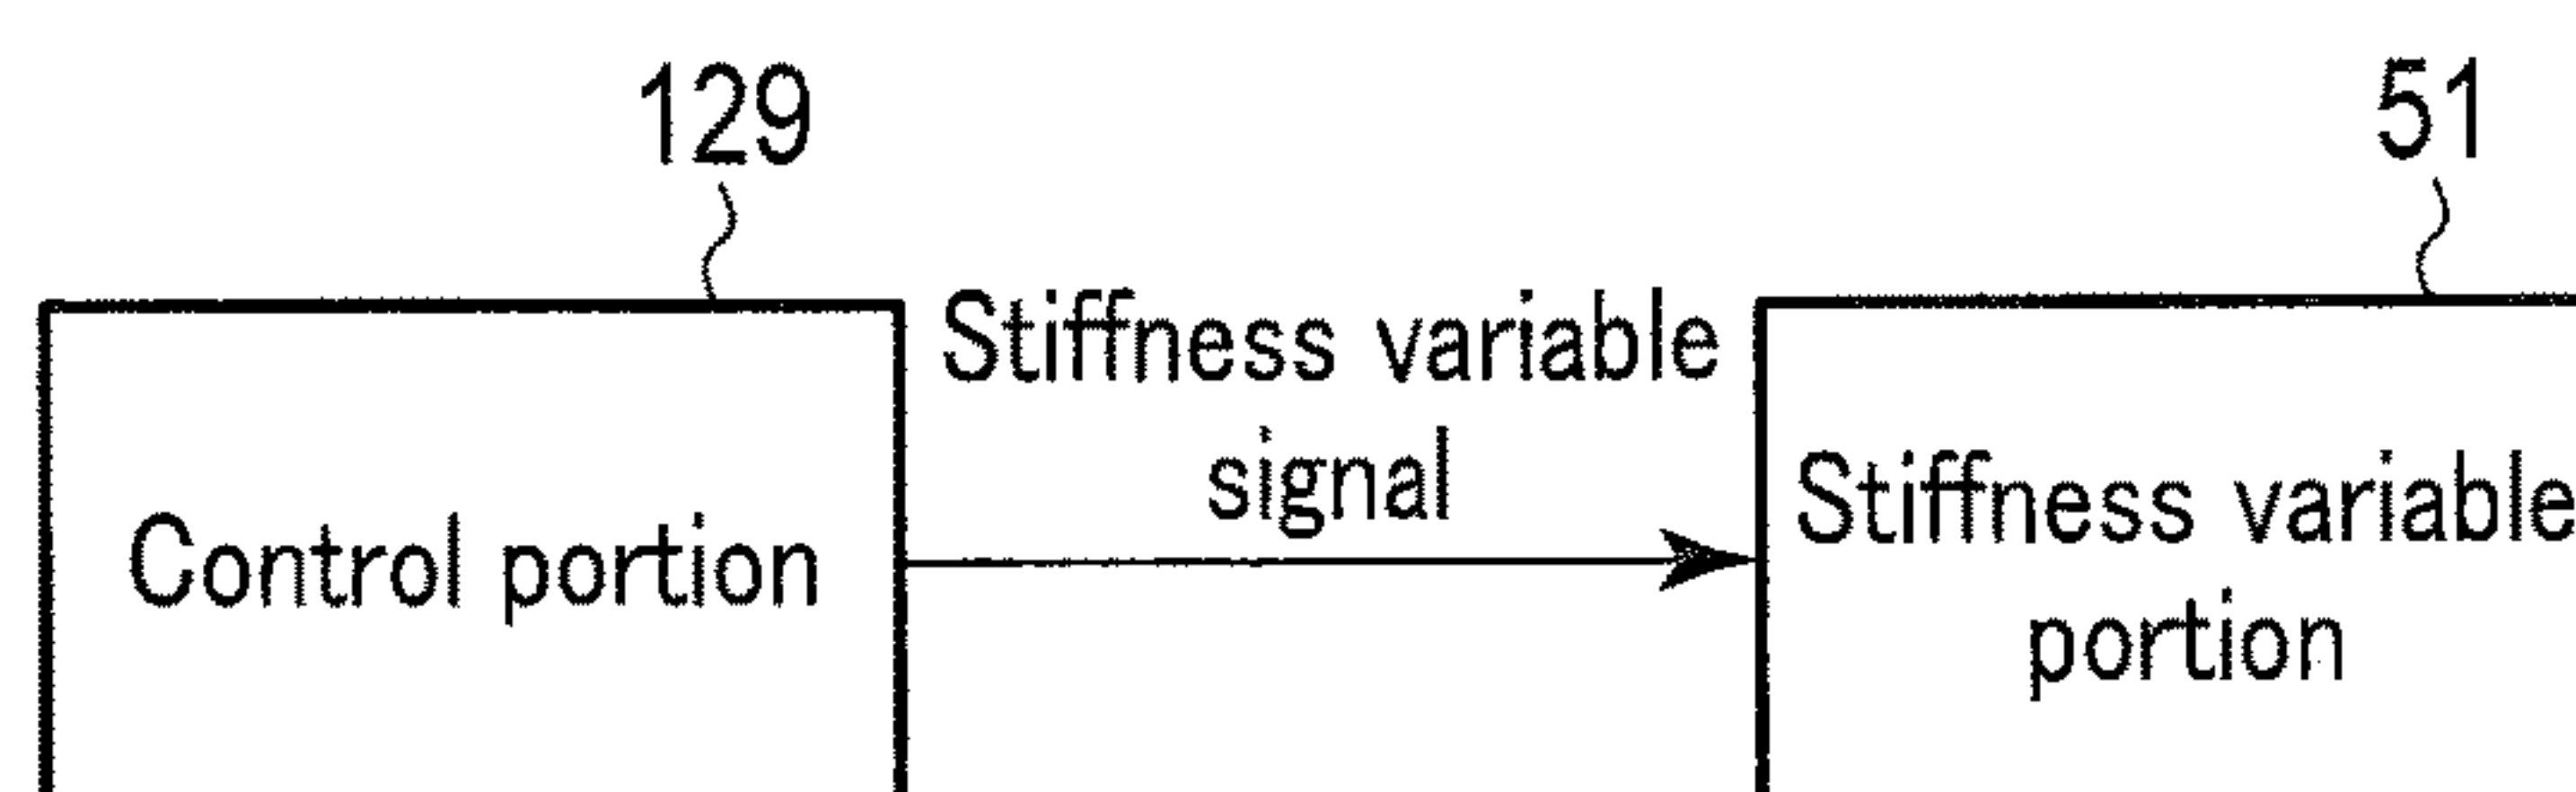 129
51
Stiffness variable
signal
Control portion
Stiffness variable
portion